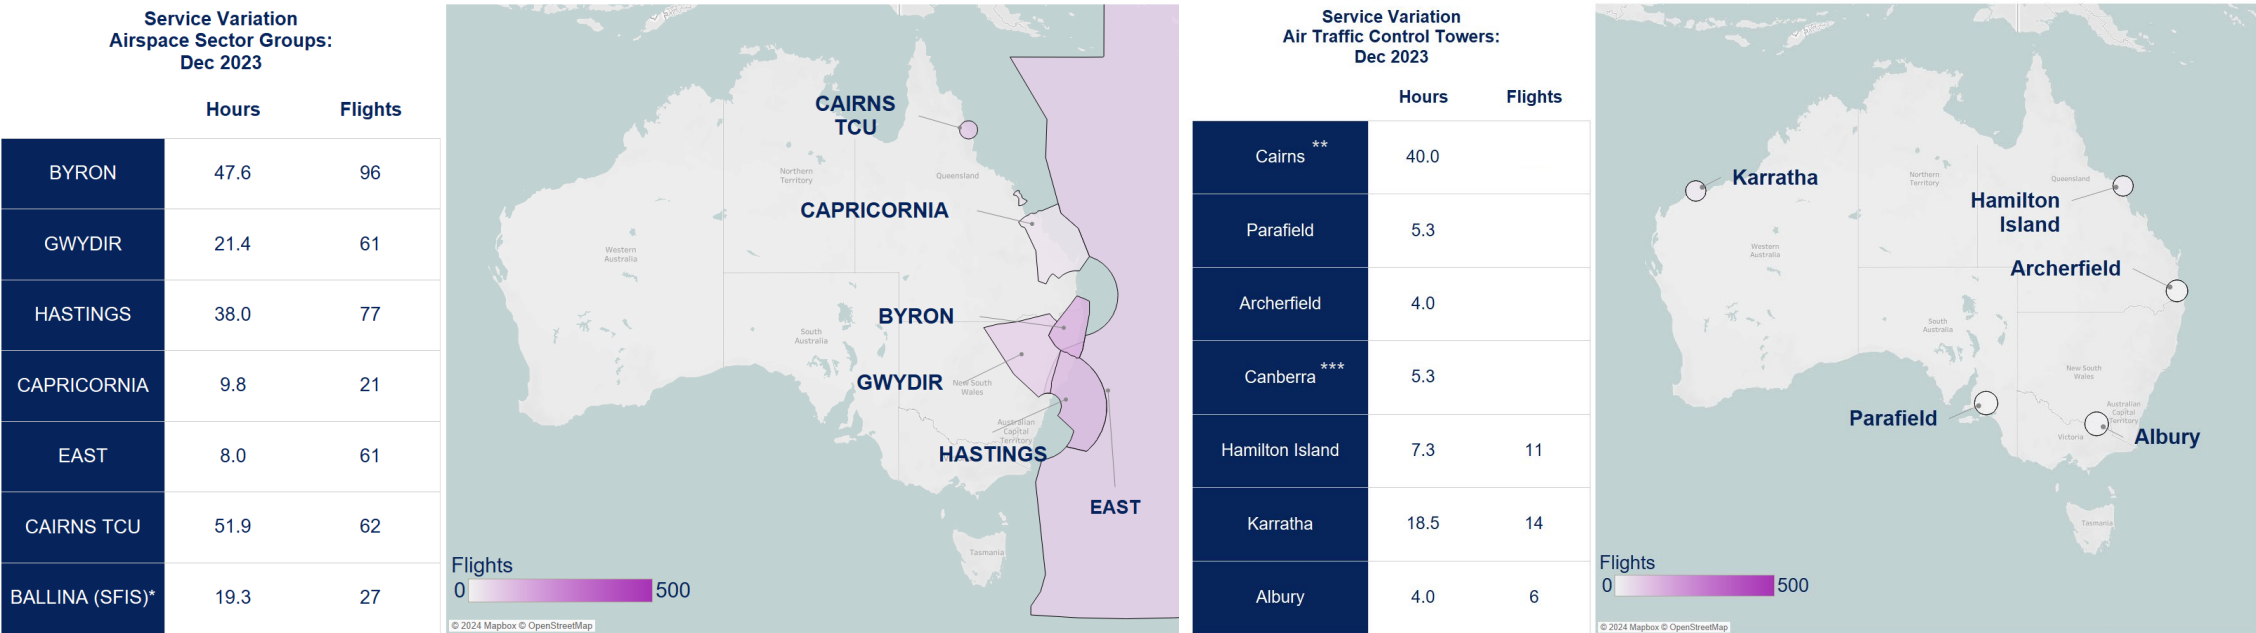 Service Variation
Airspace Sector Groups:
Dec 2023
Hours Flights
BYRON 47.6 96
GWYDIR 21.4 61
HASTINGS 38.0 77
CAPRICORNIA 9.8 21
EAST 8.0 61
CAIRNS TCU 51.9 62
BALLINA (SFIS)* 19.3 27
CAIRNS
TCU
Northern
Territory
Queensland
CAPRICORNIA
Western
Australia
BYRON
South
Australia
GWYDIR
New South
Wales
Australian
Capital
Territory
HASTINGS
EAST
Tasmania
Flights
0 500
© 2024 Mapbox © OpenStreetMap
Service Variation
Air Traffic Control Towers:
Dec 2023
Hours Flights
Cairns ** 40.0
Parafield 5.3
Archerfield 4.0
Canberra *** 5.3
Hamilton Island 7.3 11
Karratha 18.5 14
Albury 4.0 6
Karratha
Northern
Territory
Queensland
Hamilton
Island
Western
Australia
Archerfield
South
Australia
New South
Wales
Parafield
Australian
Capital
Territory
Victoria
Albury
Tasmania
Flights
0 500
© 2024 Mapbox © OpenStreetMap